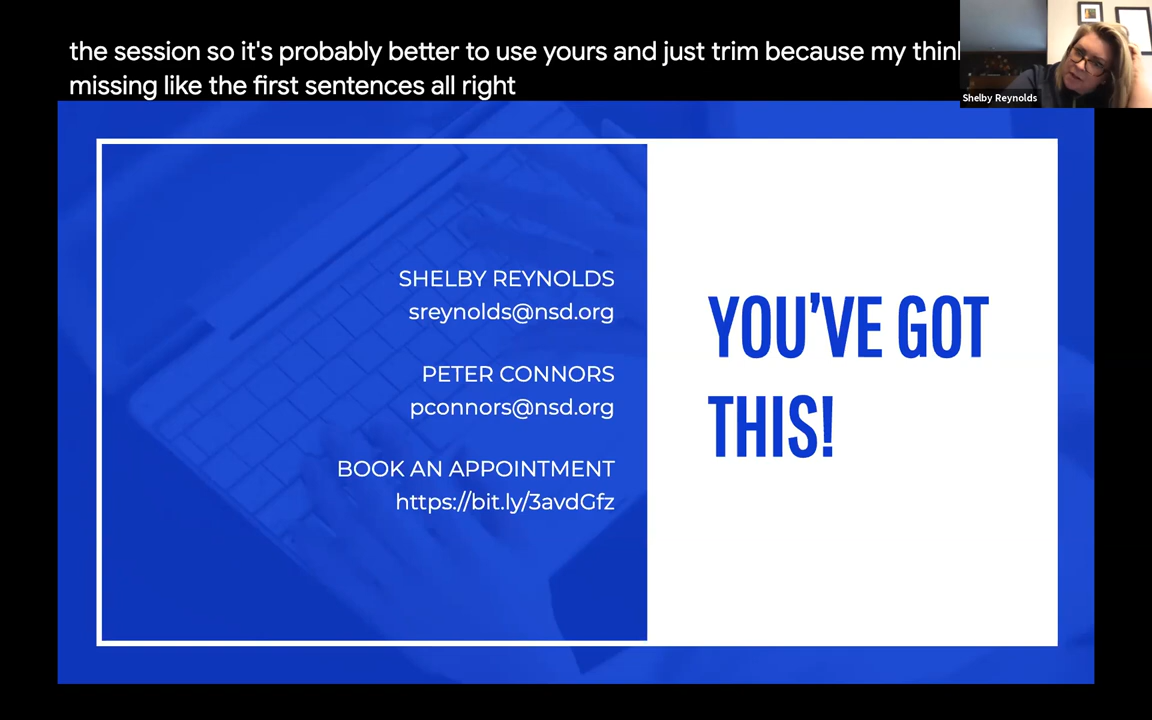 the session so it's probably better to use yours and just trim because my
missing like the first sentences all right
Shelby Reynolds
SHELBY REYNOLDS
sreynolds@nsd.org
PETER CONNORS
pconnors@nsd.org
BOOK AN APPOINTMENT
https://bit.ly/3avdGfz
YOU'VE GOT
THIS!